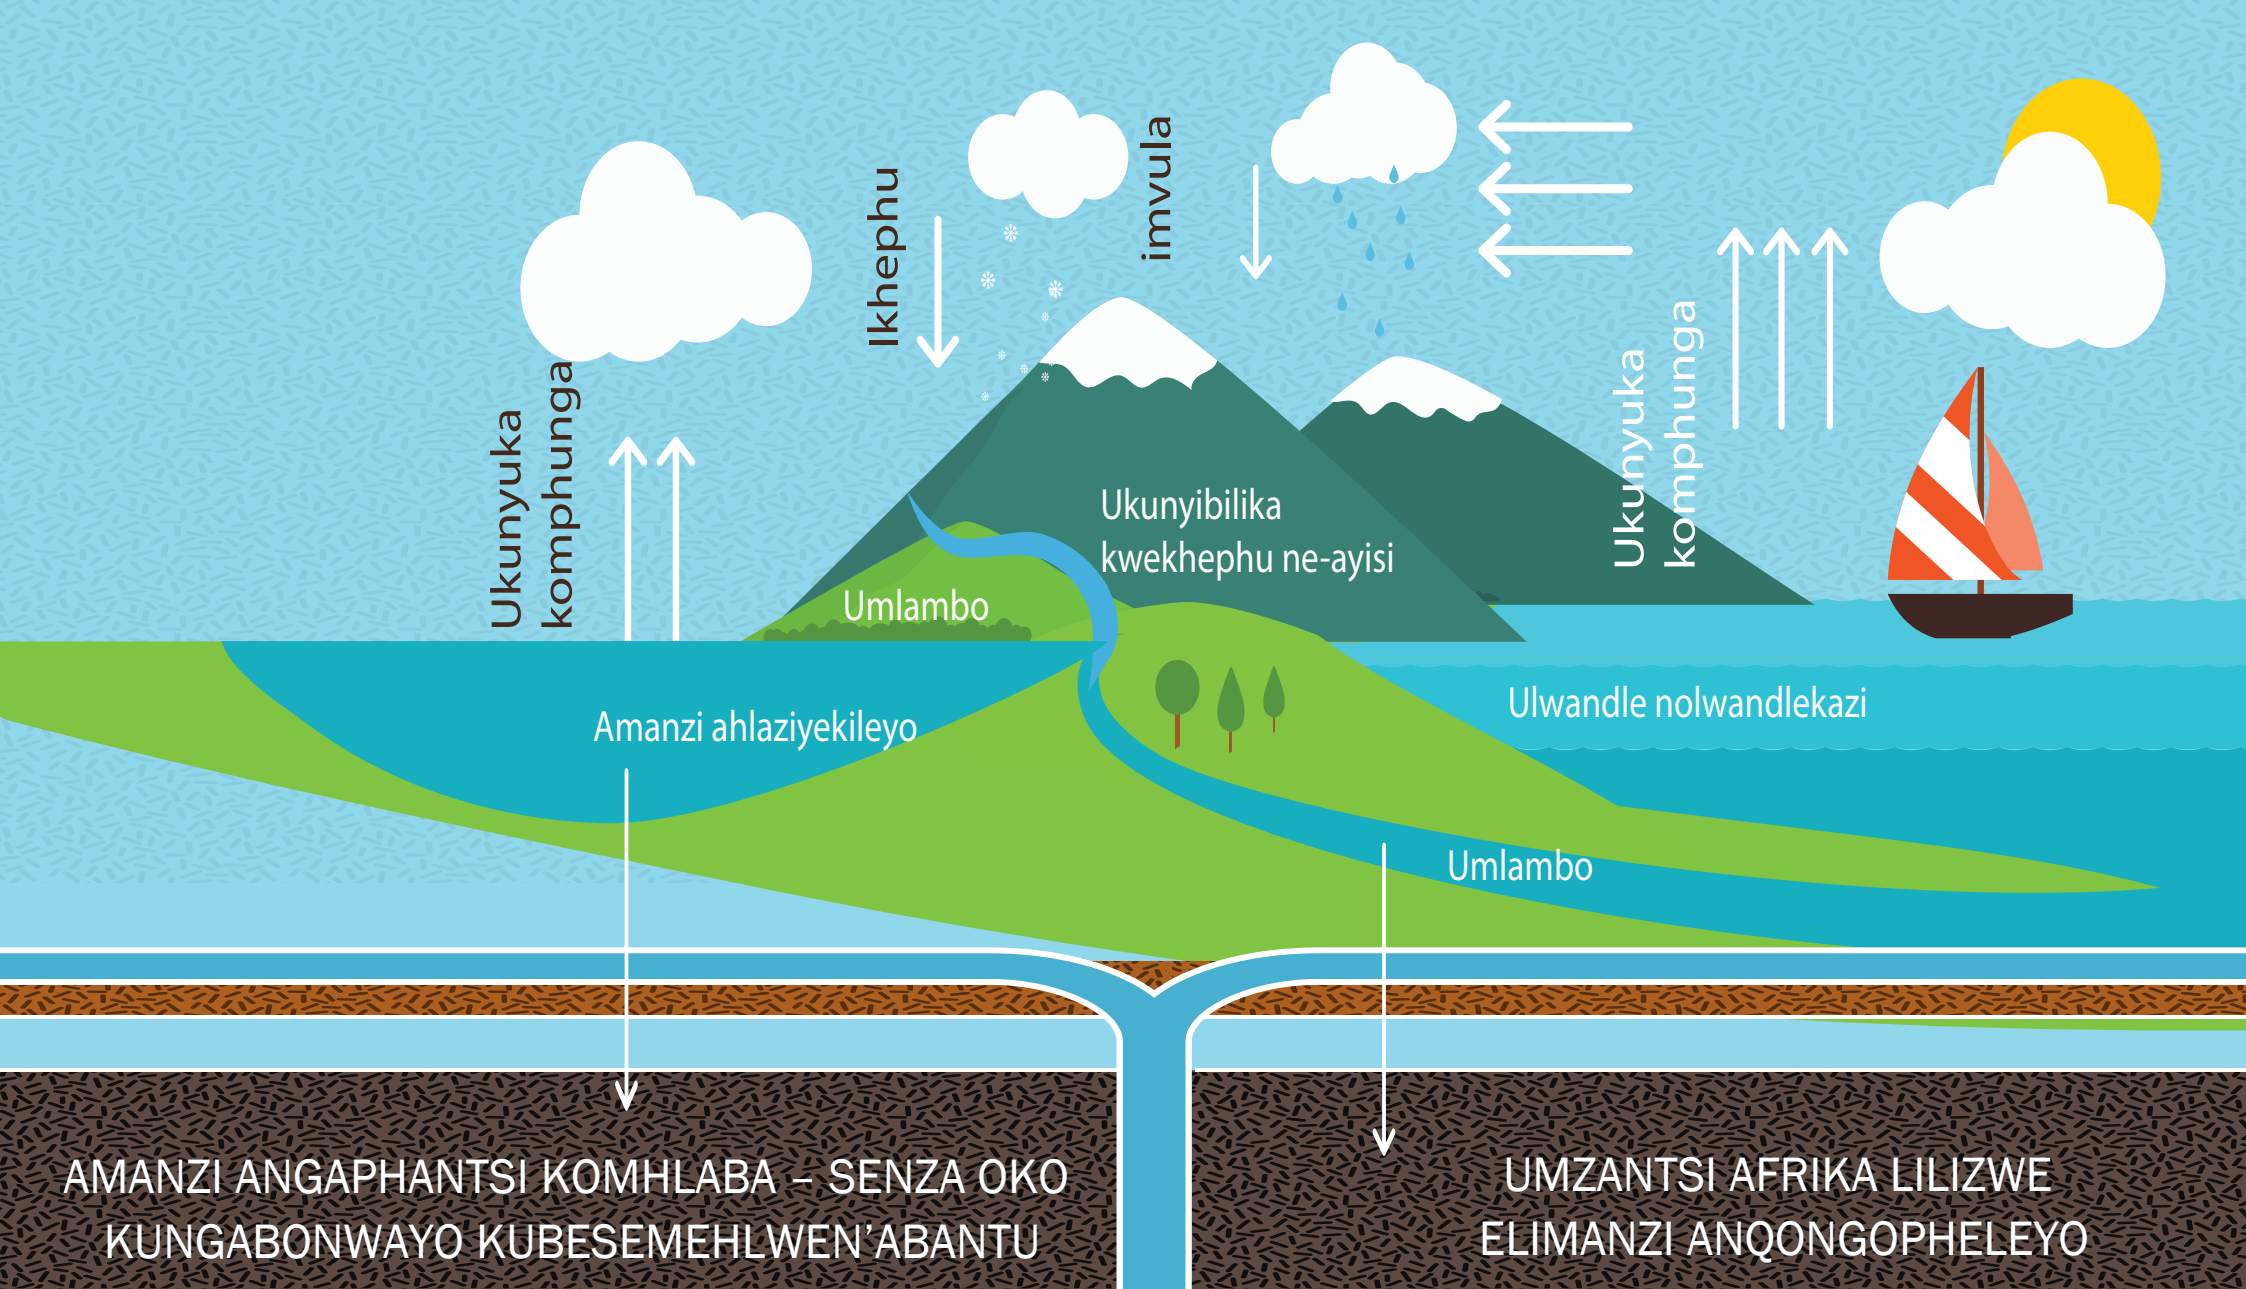 Ikhephu
imvula
Ukunyuka
komphunga
Ukunyuka
komphunga
Ukunyibilika
kwekhephu ne-ayisi
Umlambo
Amanzi ahlaziyekileyo
Ulwandle nolwandlekazi
Umlambo
AMANZI ANGAPHANTSI KOMHLABA – SENZA OKO
KUNGABONWAYO KUBESEMEHLWEN’ABANTU
UMZANTSI AFRIKA LILIZWE
ELIMANZI ANQONGOPHELEYO